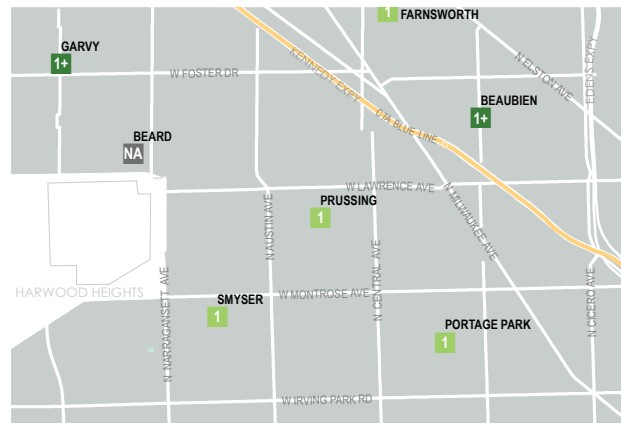 1 FARNSWORTH
GARVY
1+
W FOSTER DR
KENNEDY EXPY
N ELSTON AVE
EDENS EXPY
BEAUBIEN
1+
CTA BLUE LINE
BEARD
NA
W LAWRENCE AVE
PRUSSING
1
N AUSTIN AVE
N CENTRAL AVE
N MILWAUKEE AVE
HARWOOD HEIGHTS
N NARRAGANSETT AVE
SMYSER
1
W MONTROSE AVE
PORTAGE PARK
1
N CICERO AVE
W IRVING PARK RD